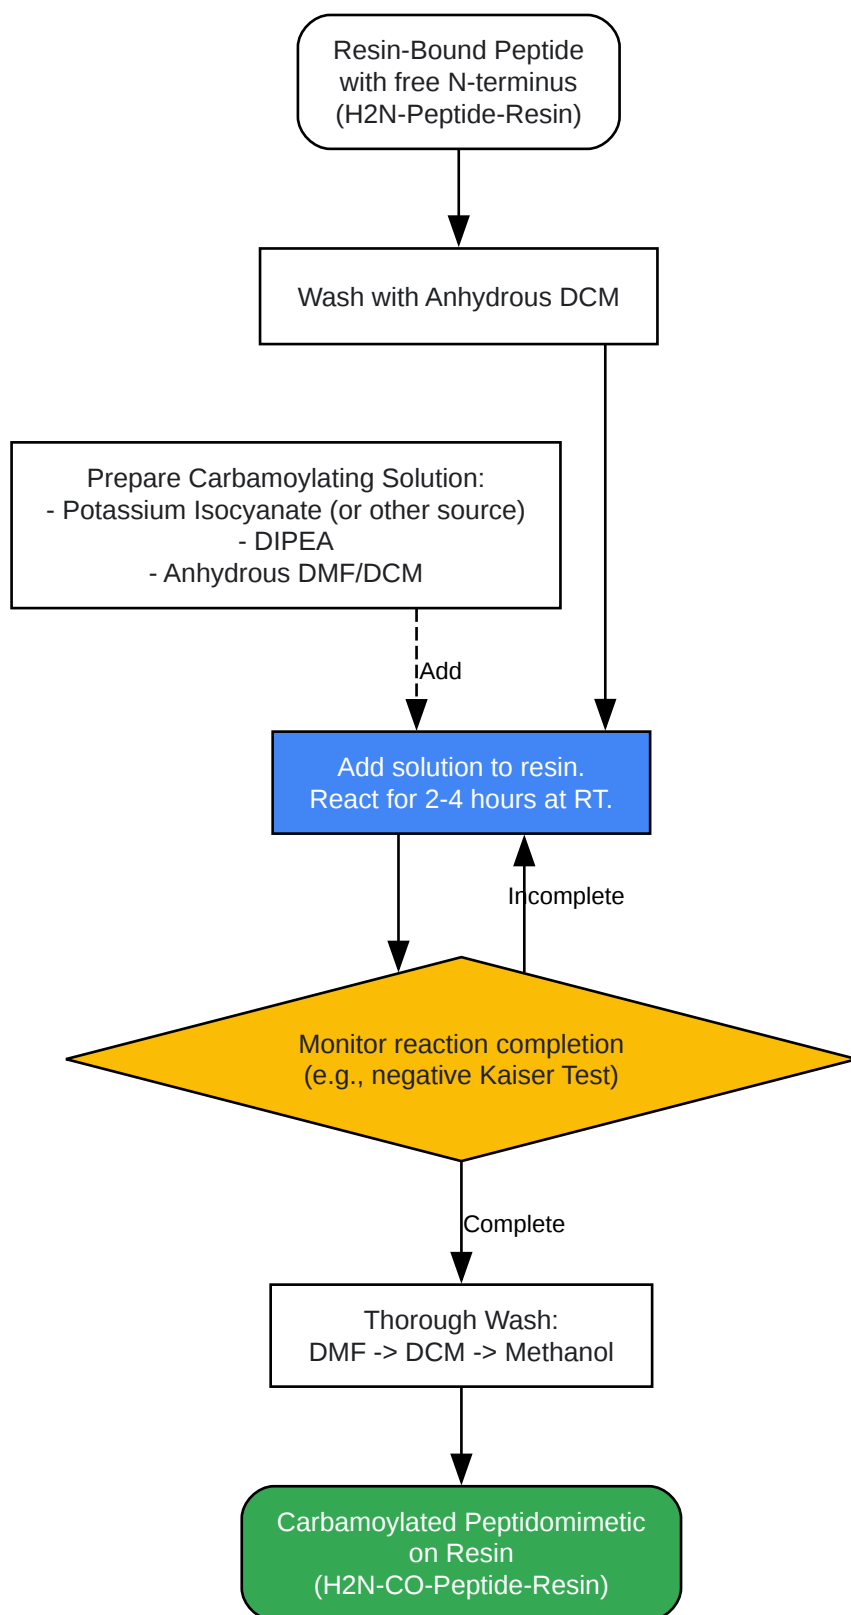 Resin-Bound Peptide
with free N-terminus
(H2N-Peptide-Resin)
Wash with Anhydrous DCM
Prepare Carbamoylating Solution:
- Potassium Isocyanate (or other source)
- DIPEA
- Anhydrous DMF/DCM
Add
Add solution to resin.
React for 2-4 hours at RT.
Incomplete
Monitor reaction completion
(e.g., negative Kaiser Test)
Complete
Thorough Wash:
DMF -> DCM -> Methanol
Carbamoylated Peptidomimetic
on Resin
(H2N-CO-Peptide-Resin)